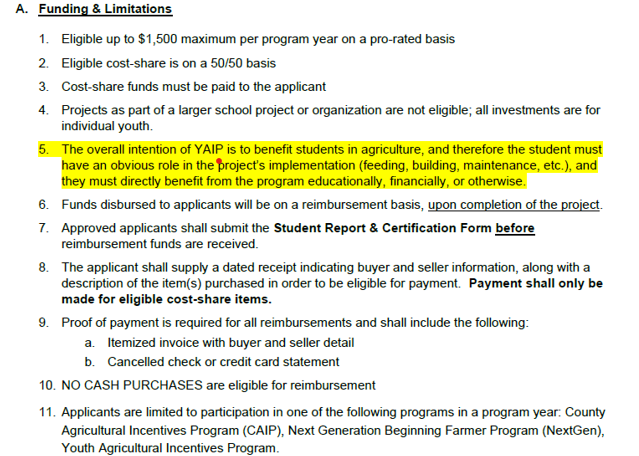 A. Funding & Limitations
1. Eligible up to $1,500 maximum per program year on a pro-rated basis
2. Eligible cost-share is on a 50/50 basis
3. Cost-share funds must be paid to the applicant
4. Projects as part of a larger school project or organization are not eligible; all investments are for
individual youth.
5. The overall intention of YAIP is to benefit students in agriculture, and therefore the student must
have an obvious role in the project's implementation (feeding, building, maintenance, etc.), and
they must directly benefit from the program educationally, financially, or otherwise.
6. Funds disbursed to applicants will be on a reimbursement basis, upon completion of the project.
7. Approved applicants shall submit the Student Report & Certification Form before
reimbursement funds are received.
8. The applicant shall supply a dated receipt indicating buyer and seller information, along with a
description of the item(s) purchased in order to be eligible for payment. Payment shall only be
made for eligible cost-share items.
9. Proof of payment is required for all reimbursements and shall include the following:
a. Itemized invoice with buyer and seller detail
b. Cancelled check or credit card statement
10. NO CASH PURCHASES are eligible for reimbursement
11. Applicants are limited to participation in one of the following programs in a program year: County
Agricultural Incentives Program (CAIP), Next Generation Beginning Farmer Program (NextGen),
Youth Agricultural Incentives Program.